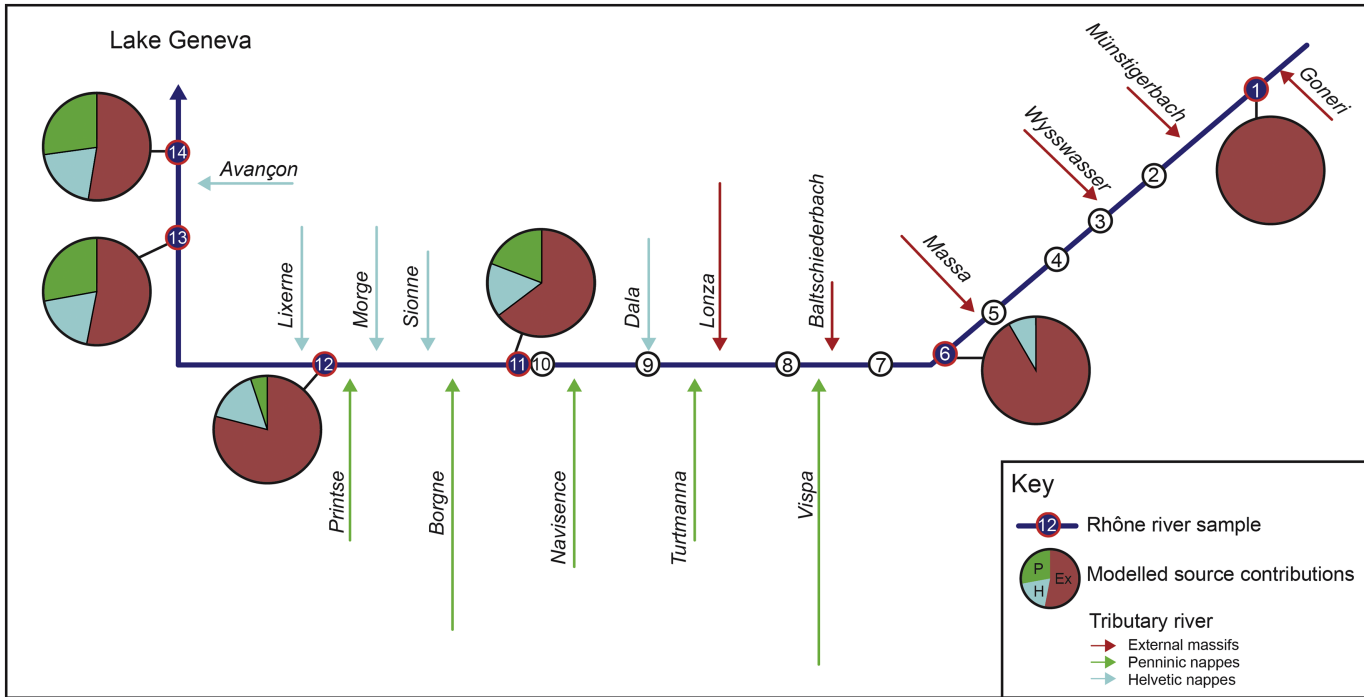 Lake Geneva
Münstigerbach
Goneri
1
Wysswasser
14
2
Avançon
3
13
Massa
4
Lixerne
Morge
Sionne
Dala
Lonza
Baltschiederbach
5
6
12
11
10
9
8
7
Printse
Borgne
Navisence
Turtmanna
Vispa
Key
12 Rhône river sample
P Ex H Modelled source contributions
Tributary river
External massifs
Penninic nappes
Helvetic nappes